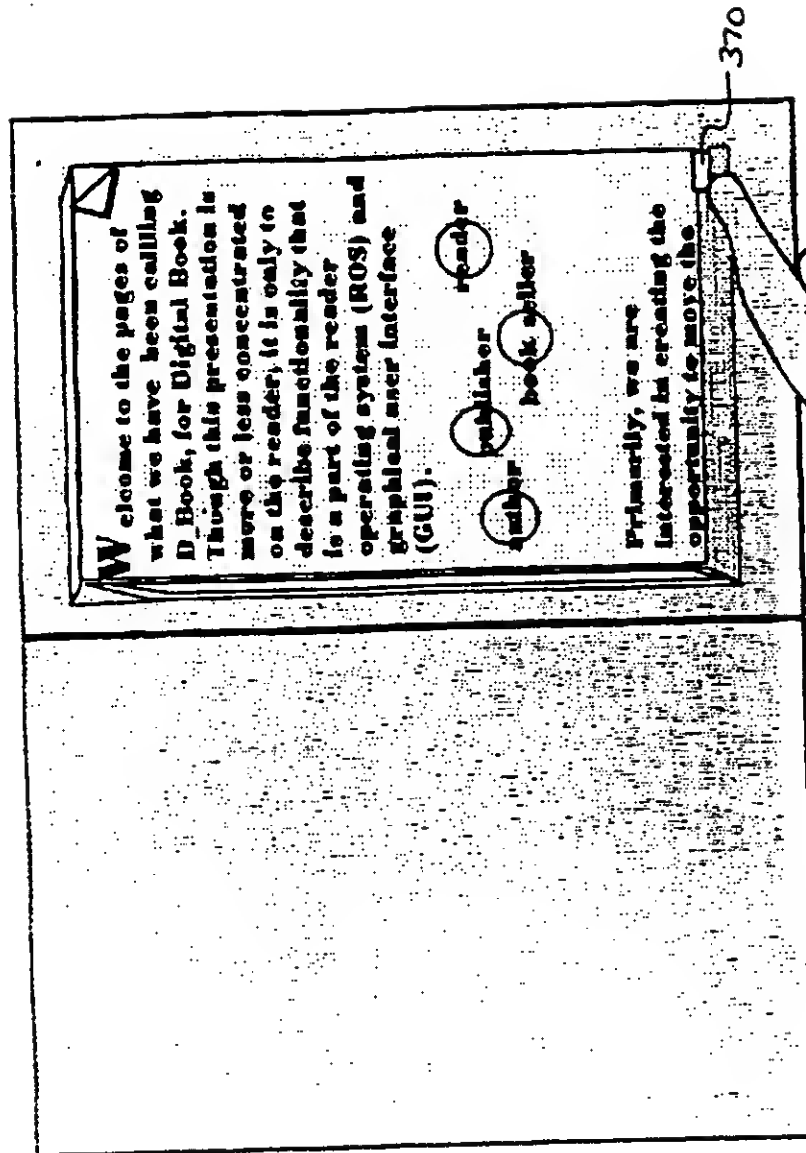 Welcome to the pages of
what we have been callling
D_Book, for Digital Book.
Though this presentation is
more or less concentrated
on the reader, it is only to
describe functionality that
is a part of the reader
operating system (ROS) and
graphical user interface
(GUI).
author
publisher
book seller
reader
Primarily, we are
interested in creating the
opportunity to move the
370